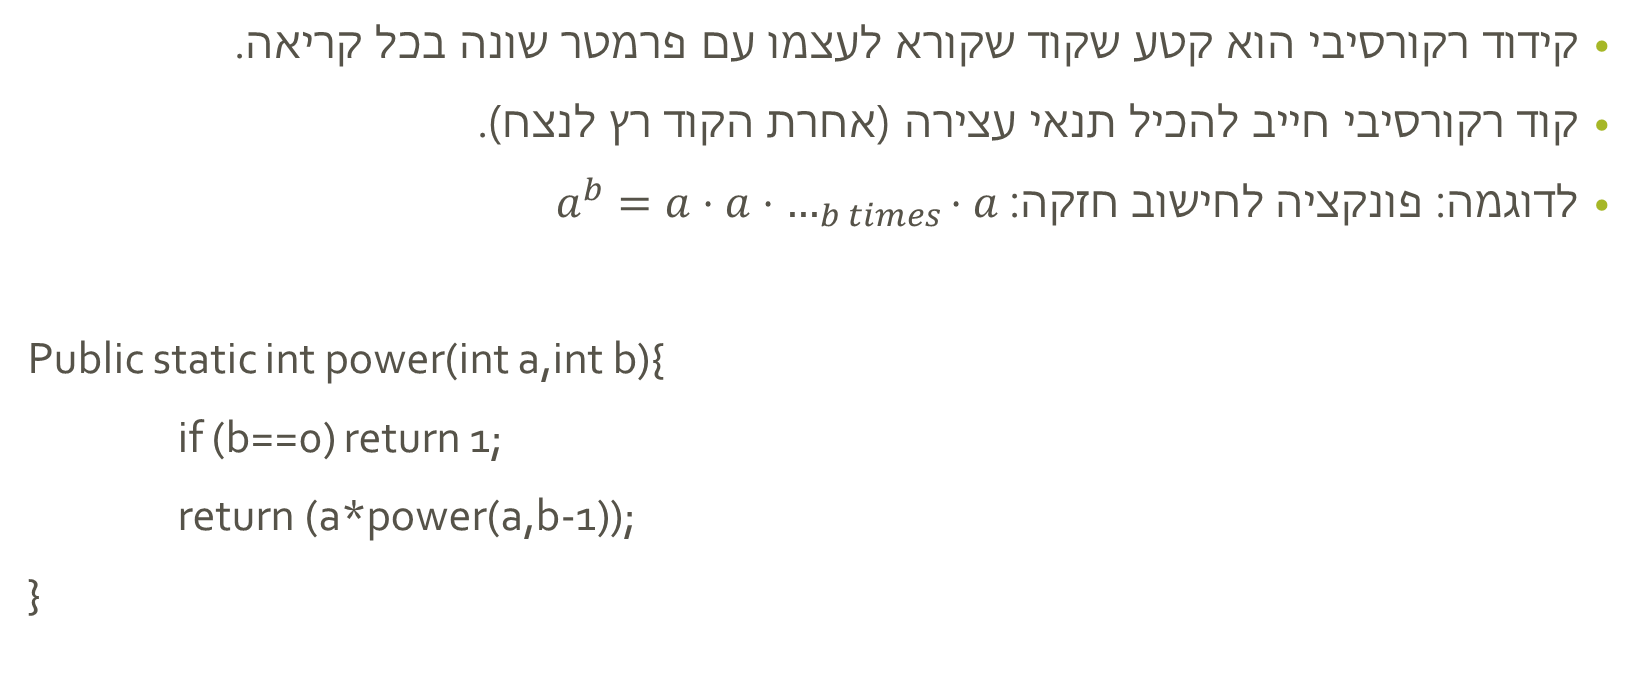 • קידוד רקורסיבי הוא קטע שקוד שקורא לעצמו עם פרמטר שונה בכל קריאה.
• קוד רקורסיבי חייב להכיל תנאי עצירה (אחרת הקוד רץ לנצח).
• לדוגמה: פונקציה לחישוב חזקה: a^b = a · a · …_{b times} · a
Public static int power(int a,int b){
if (b==0) return 1;
return (a*power(a,b-1));
}